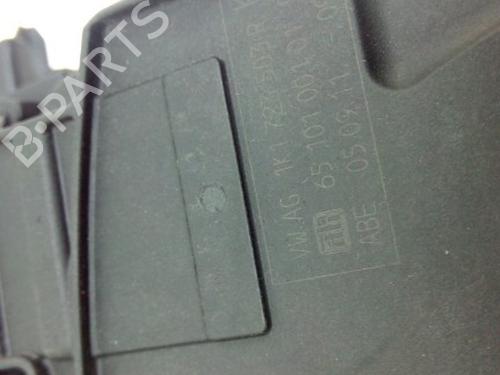 B-PARTS
VW AG 1K1 723 503 R
65 101 001 01
ABE 05.09.11